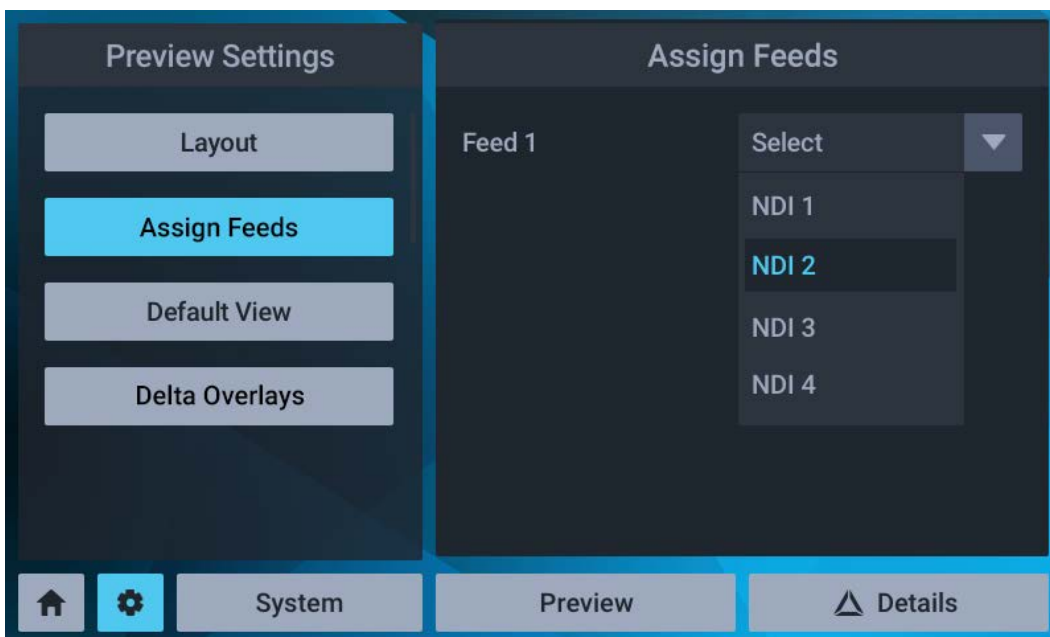 Preview Settings
Layout
Assign Feeds
Default View
Delta Overlays
Assign Feeds
Feed 1
Select
NDI 1
NDI 2
NDI 3
NDI 4
System
Preview
Details